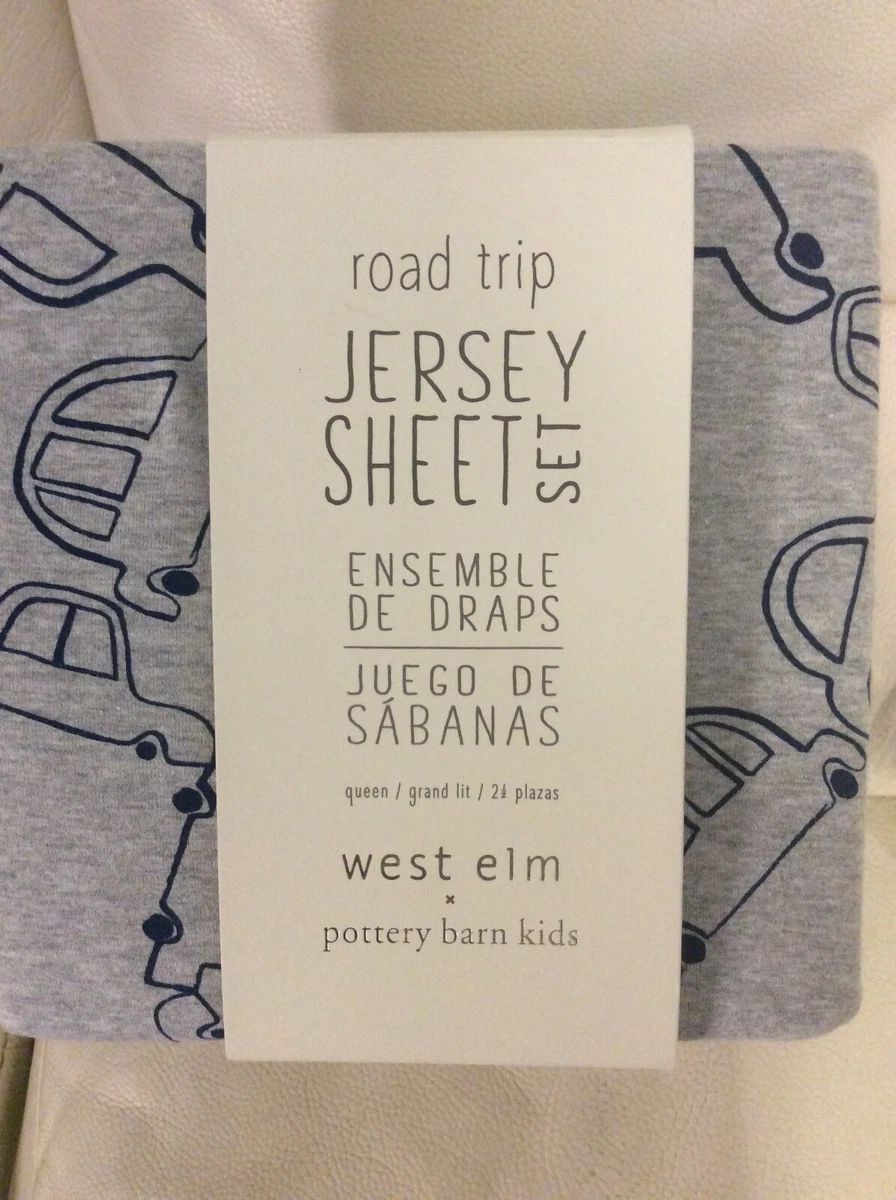 road trip
JERSEY
SHEET SET
ENSEMBLE
DE DRAPS
JUEGO DE
SÁBANAS
queen / grand lit / 2½ plazas
west elm
×
pottery barn kids